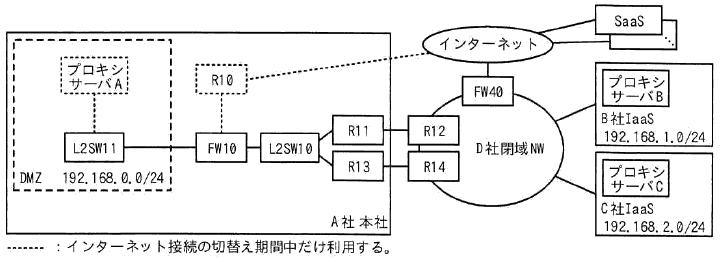 SaaS
インターネット
プロキシ
サーバA
R10
FW40
プロキシ
サーバB
B社IaaS
192.168.1.0/24
L2SW11
FW10
L2SW10
R11
R12
R13
R14
D社閉域NW
DMZ 192.168.0.0/24
プロキシ
サーバC
C社IaaS
192.168.2.0/24
A社本社
：インターネット接続の切替え期間中だけ利用する。